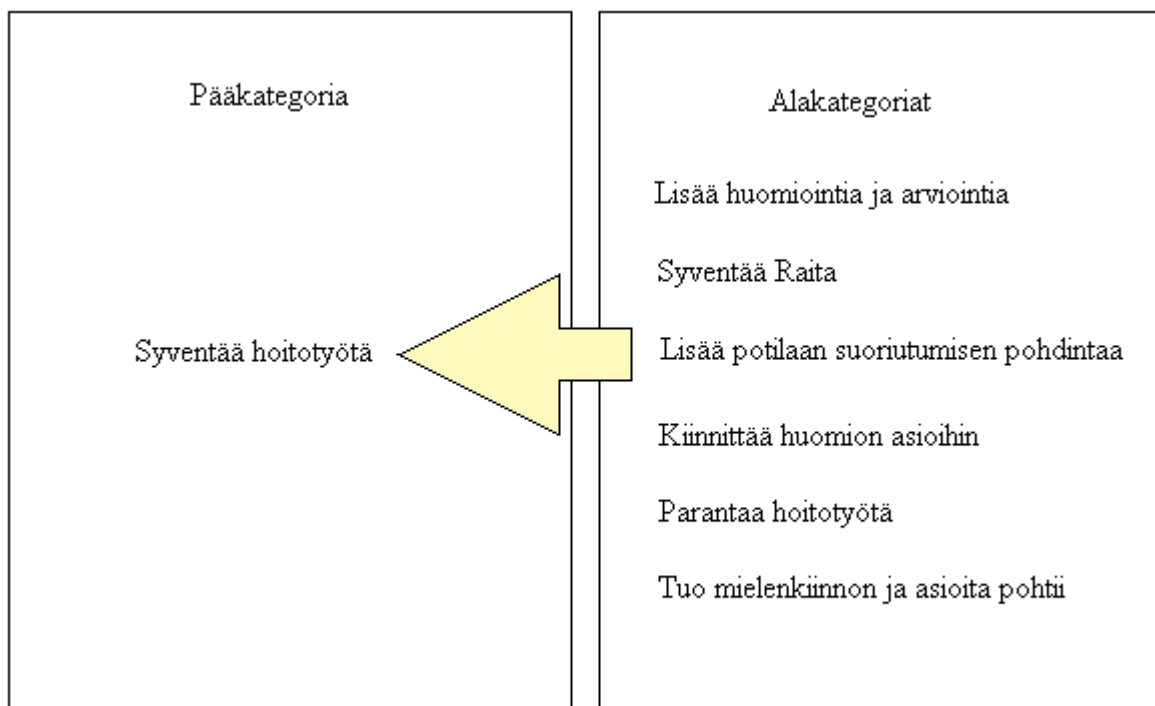 Pääkategoria
Syventää hoitotyötä
Alakategoriat
Lisää huomiointia ja arviointia
Syventää Raita
Lisää potilaan suoriutumisen pohdintaa
Kiinnittää huomion asioihin
Parantaa hoitotyötä
Tuo mielenkiinnon ja asioita pohtii